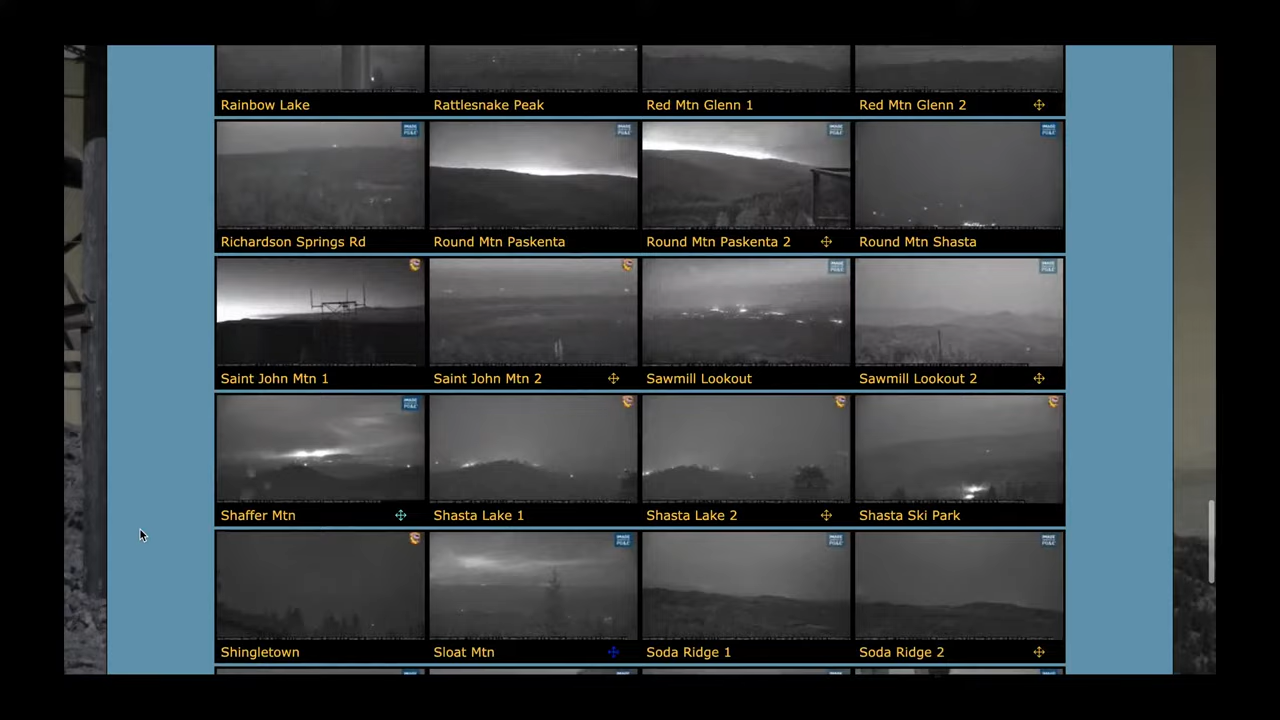 Rainbow Lake
Rattlesnake Peak
Red Mtn Glenn 1
Red Mtn Glenn 2
Richardson Springs Rd
Round Mtn Paskenta
Round Mtn Paskenta 2
Round Mtn Shasta
Saint John Mtn 1
Saint John Mtn 2
Sawmill Lookout
Sawmill Lookout 2
Shaffer Mtn
Shasta Lake 1
Shasta Lake 2
Shasta Ski Park
Shingletown
Sloat Mtn
Soda Ridge 1
Soda Ridge 2